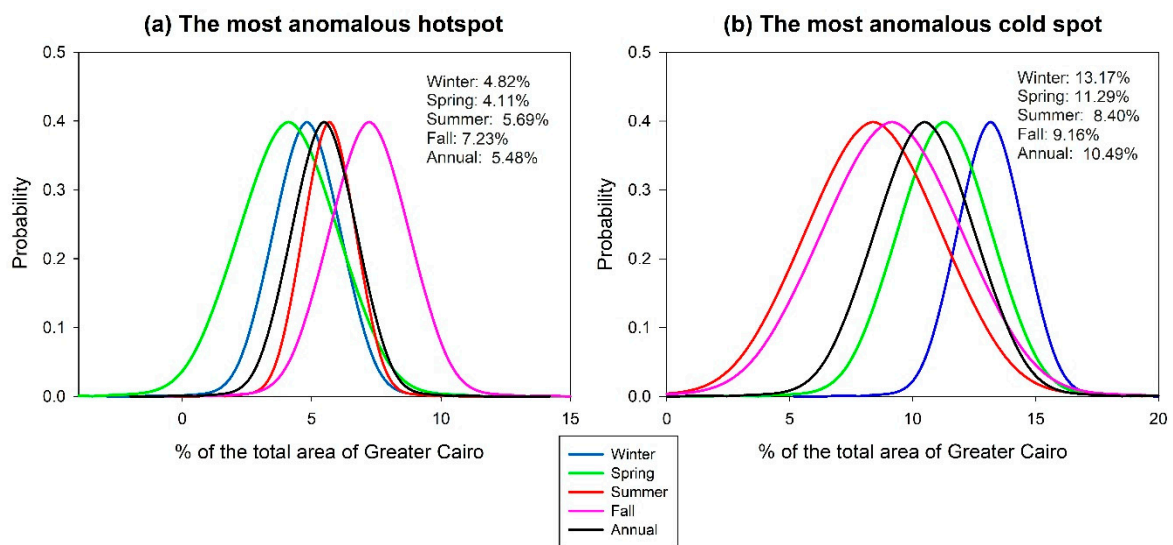 (a) The most anomalous hotspot
0.5
0.4
0.3
0.2
0.1
0.0
Probability
Winter: 4.82%
Spring: 4.11%
Summer:  5.69%
Fall: 7.23%
Annual: 5.48%
0 5 10 15
% of the total area of Greater Cairo
(b) The most anomalous cold spot
0.5
0.4
0.3
0.2
0.1
0.0
Probability
Winter: 13.17%
Spring: 11.29%
Summer:  8.40%
Fall: 9.16%
Annual:  10.49%
0 5 10 15 20
% of the total area of Greater Cairo
Winter
Spring
Summer
Fall
Annual